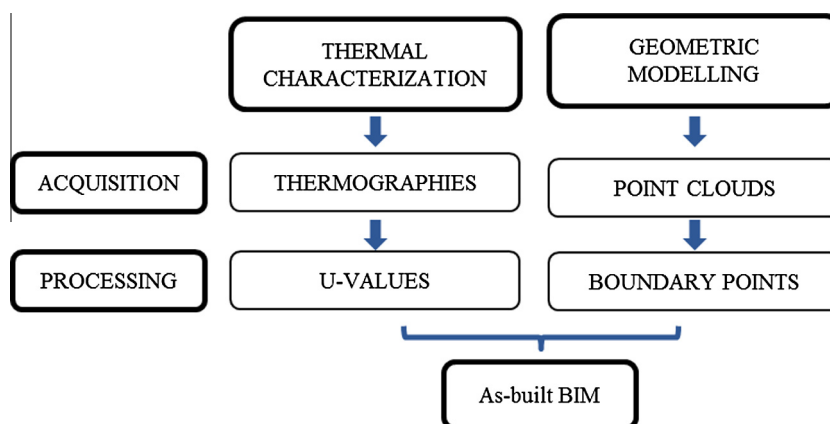 THERMAL
CHARACTERIZATION
GEOMETRIC
MODELLING
ACQUISITION
THERMOGRAPHIES
POINT CLOUDS
PROCESSING
U-VALUES
BOUNDARY POINTS
As-built BIM